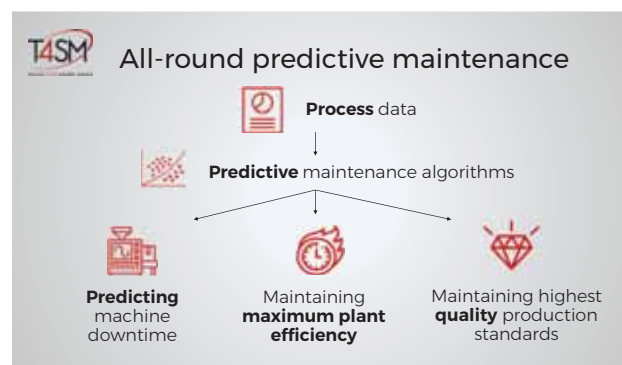 T4SM
All-round predictive maintenance
Process data
Predictive maintenance algorithms
Predicting
machine
downtime
Maintaining
maximum plant
efficiency
Maintaining highest
quality production
standards